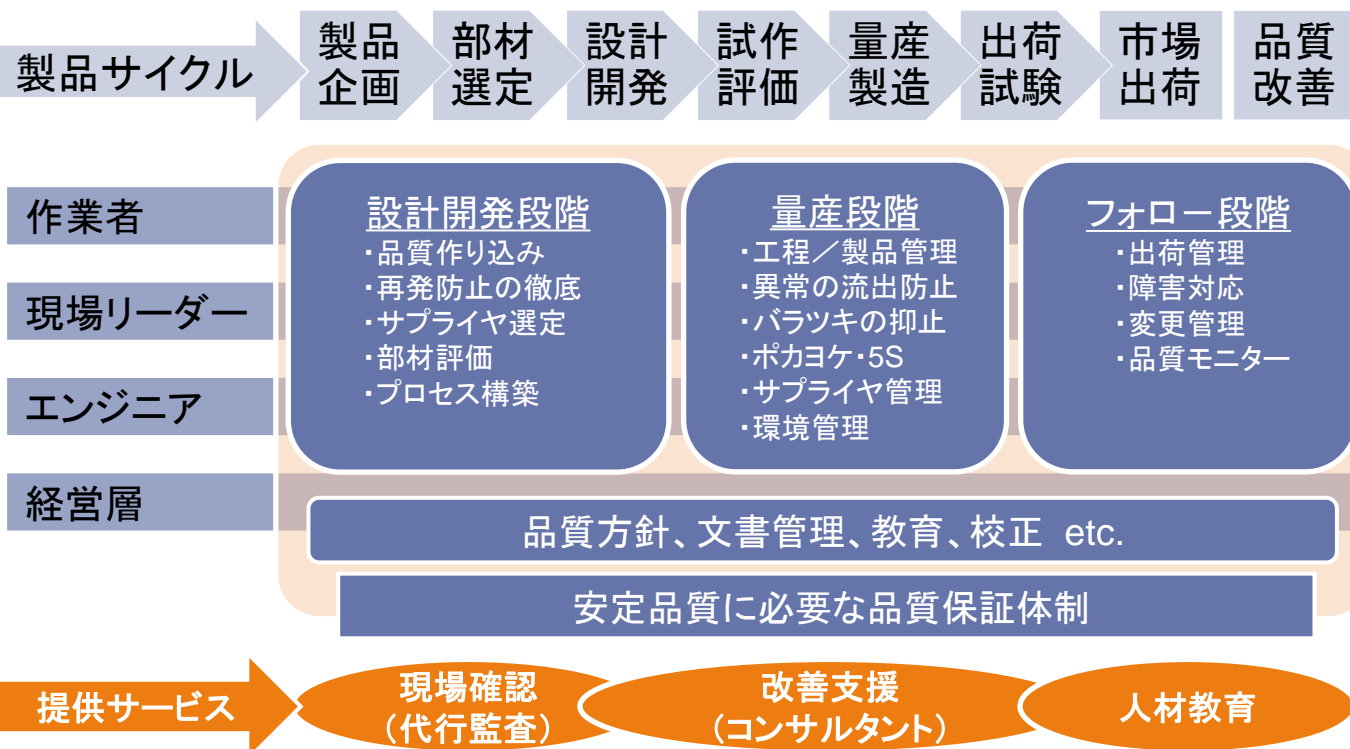 製品サイクル
製品
企画
部材
選定
設計
開発
試作
評価
量産
製造
出荷
試験
市場
出荷
品質
改善
作業者
現場リーダー
エンジニア
経営層
設計開発段階
・品質作り込み
・再発防止の徹底
・サプライヤ選定
・部材評価
・プロセス構築
量産段階
・工程／製品管理
・異常の流出防止
・バラツキの抑止
・ポカヨケ・5S
・サプライヤ管理
・環境管理
フォロー段階
・出荷管理
・障害対応
・変更管理
・品質モニター
品質方針、文書管理、教育、校正 etc.
安定品質に必要な品質保証体制
提供サービス
現場確認
（代行監査）
改善支援
（コンサルタント）
人材教育